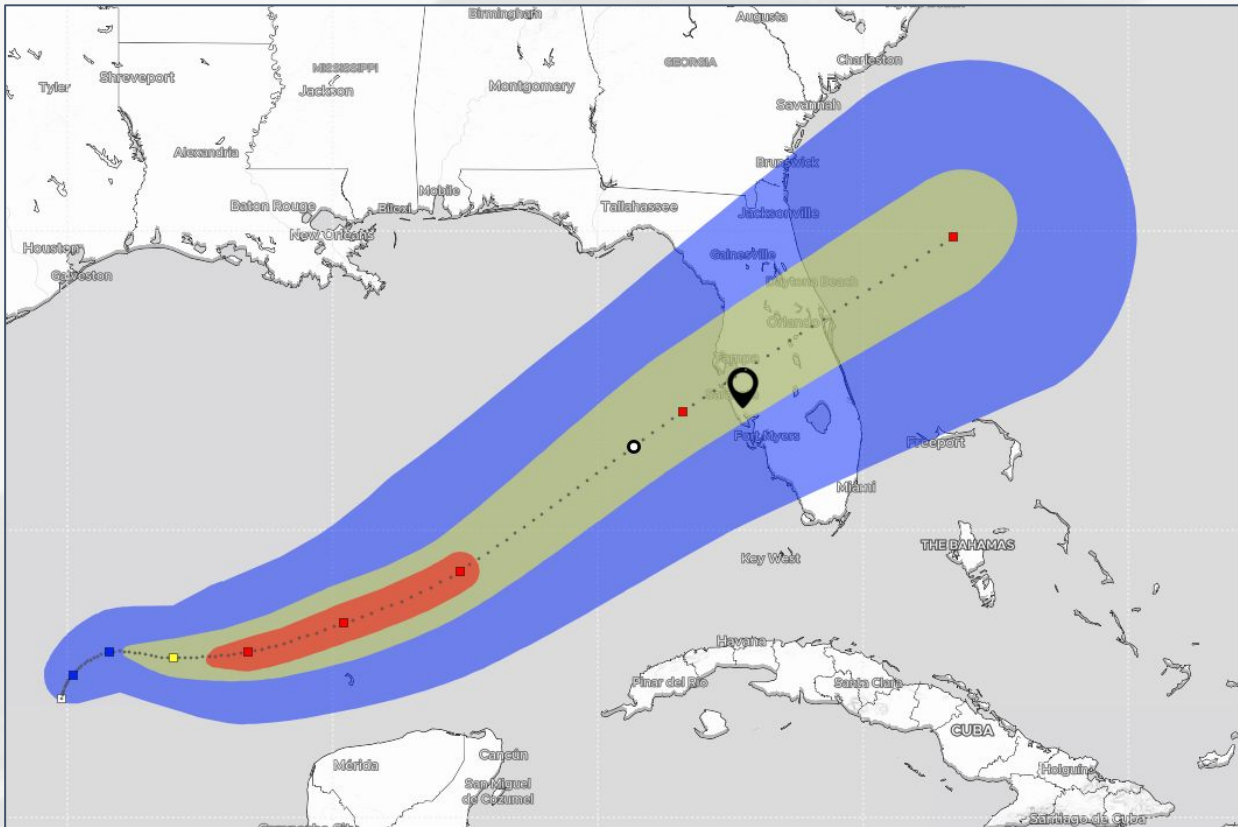 Birmingham
Augusta
Charleston
GEORGIA
MISSISSIPPI
Jackson
Shreveport
Tyler
Montgomery
Savannah
Alexandria
Brunswick
Mobile
Baton Rouge
Biloxi
Tallahassee
Jacksonville
New Orleans
Houston
Galveston
Gainesville
Daytona Beach
Orlando
Tampa
Fort Myers
Freeport
Miami
THE BAHAMAS
Key West
Havana
Pinar del Río
Santa Clara
CUBA
Cancún
Mérida
Holguín
San Miguel
de Cozumel
Santiago de Cuba